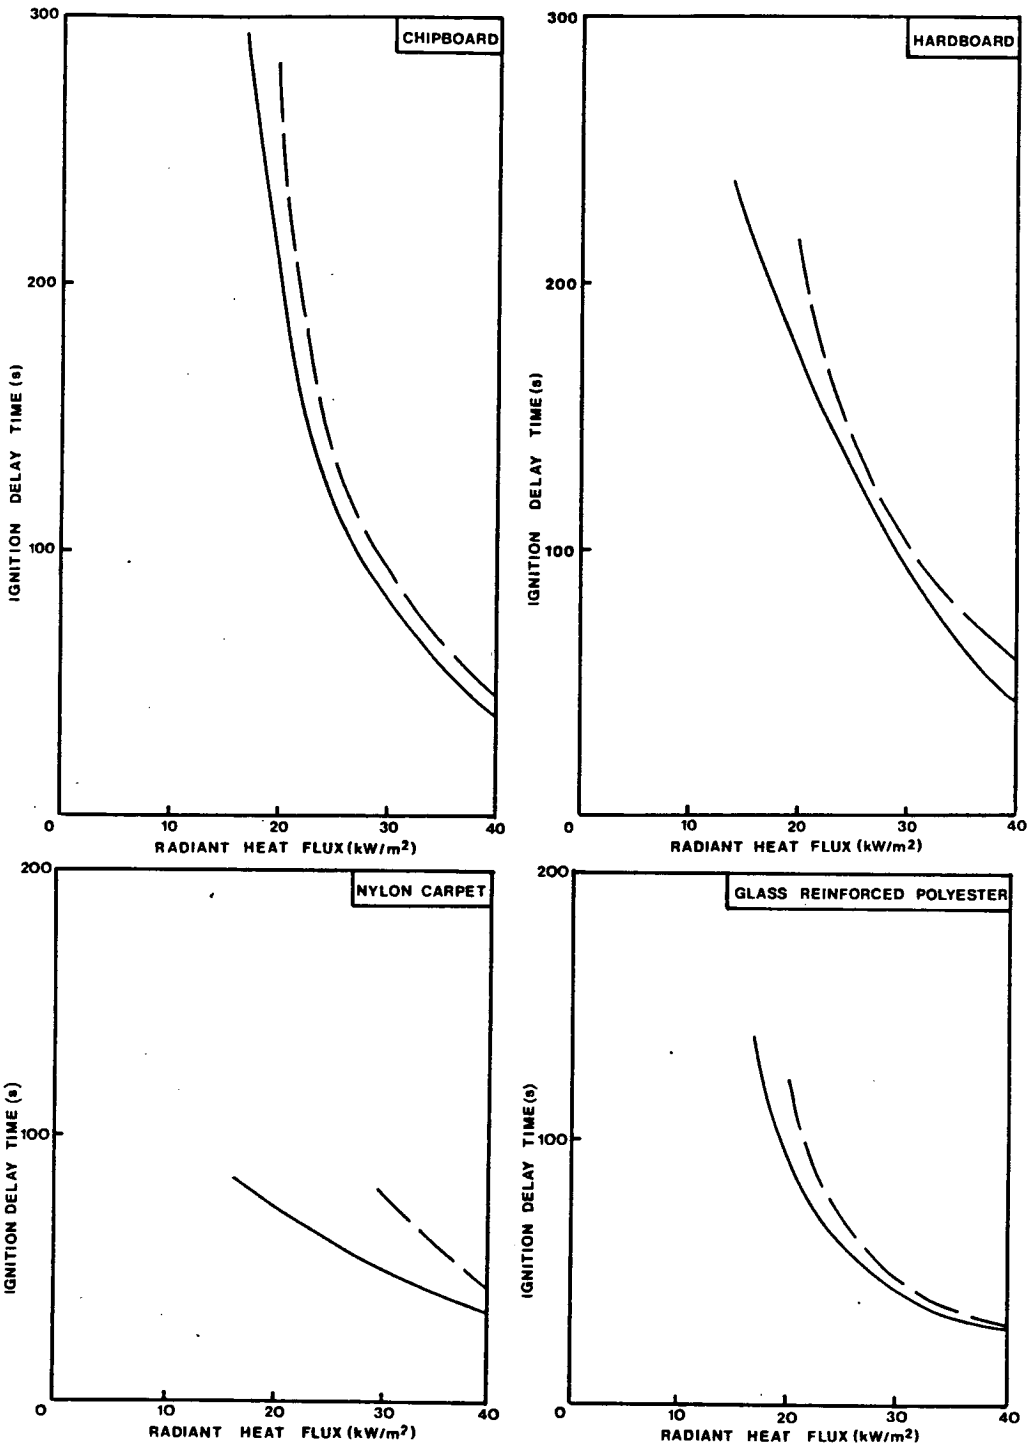 300
CHIPBOARD
200
100
IGNITION DELAY TIME (s)
0 10 20 30 40
RADIANT HEAT FLUX (kW/m²)
300
HARDBOARD
200
100
IGNITION DELAY TIME (s)
0 10 20 30 40
RADIANT HEAT FLUX (kW/m²)
200
NYLON CARPET
100
IGNITION DELAY TIME (s)
0 10 20 30 40
RADIANT HEAT FLUX (kW/m²)
200
GLASS REINFORCED POLYESTER
100
IGNITION DELAY TIME (s)
0 10 20 30 40
RADIANT HEAT FLUX (kW/m²)